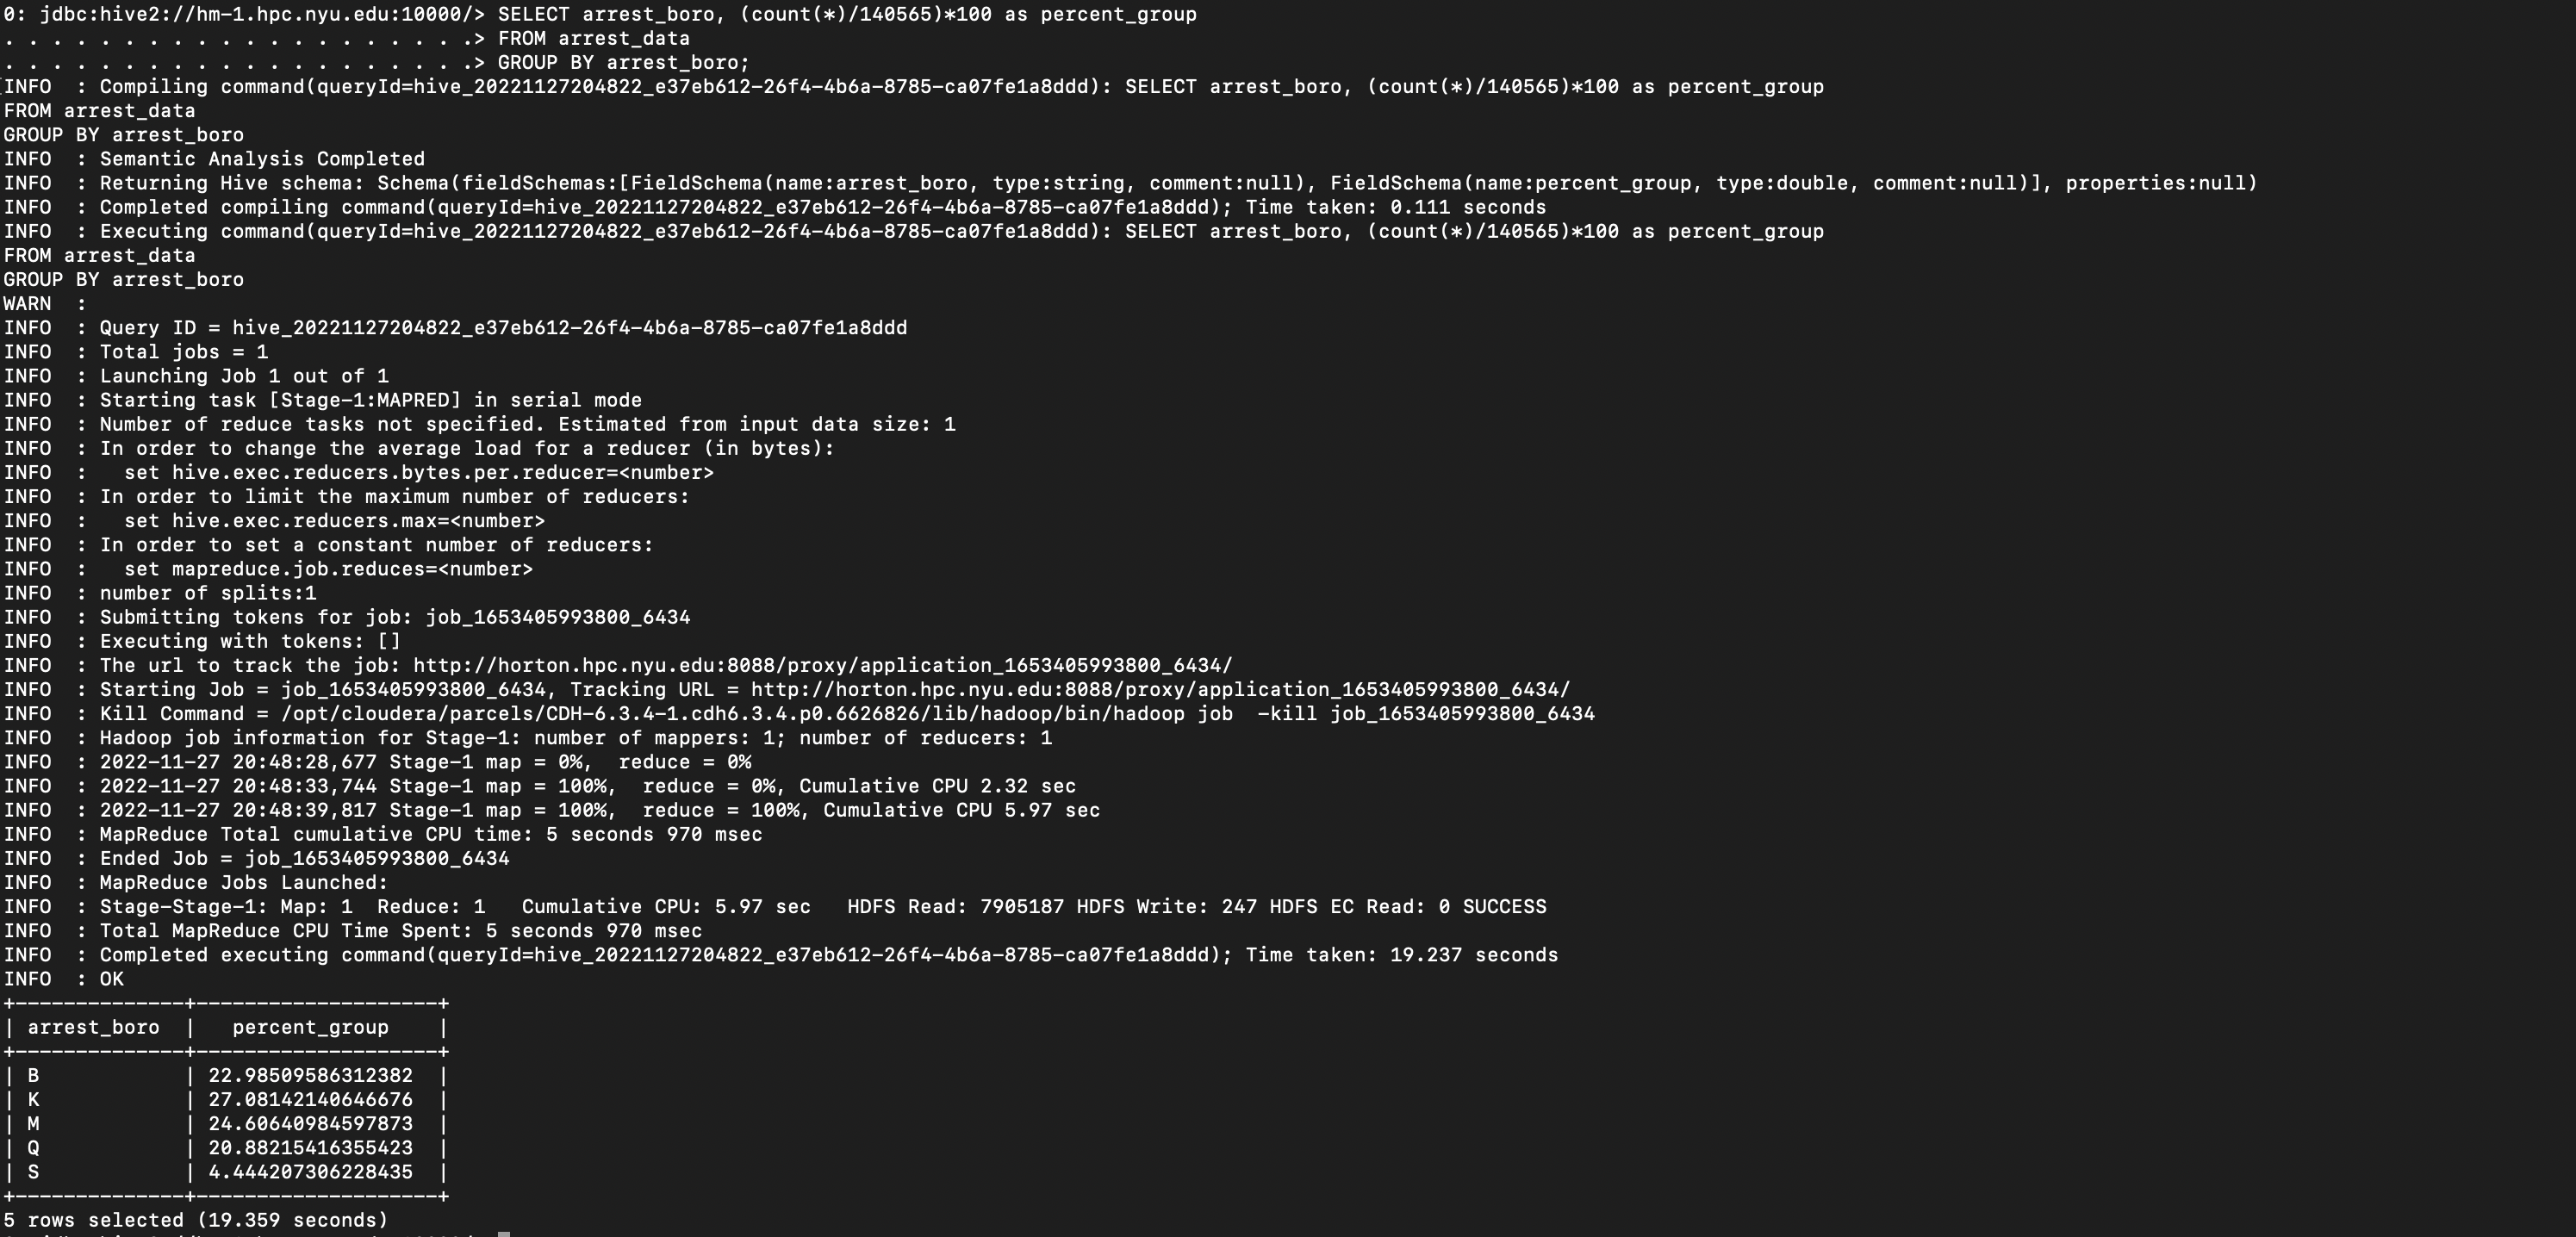 0: jdbc:hive2://hm-1.hpc.nyu.edu:10000/> SELECT arrest_boro, (count(*)/140565)*100 as percent_group
. . . . . . . . . . . . . . . . . . . .> FROM arrest_data
. . . . . . . . . . . . . . . . . . . .> GROUP BY arrest_boro;
INFO  : Compiling command(queryId=hive_20221127204822_e37eb612-26f4-4b6a-8785-ca07fe1a8ddd): SELECT arrest_boro, (count(*)/140565)*100 as percent_group
FROM arrest_data
GROUP BY arrest_boro
INFO  : Semantic Analysis Completed
INFO  : Returning Hive schema: Schema(fieldSchemas:[FieldSchema(name:arrest_boro, type:string, comment:null), FieldSchema(name:percent_group, type:double, comment:null)], properties:null)
INFO  : Completed compiling command(queryId=hive_20221127204822_e37eb612-26f4-4b6a-8785-ca07fe1a8ddd); Time taken: 0.111 seconds
INFO  : Executing command(queryId=hive_20221127204822_e37eb612-26f4-4b6a-8785-ca07fe1a8ddd): SELECT arrest_boro, (count(*)/140565)*100 as percent_group
FROM arrest_data
GROUP BY arrest_boro
WARN  :
INFO  : Query ID = hive_20221127204822_e37eb612-26f4-4b6a-8785-ca07fe1a8ddd
INFO  : Total jobs = 1
INFO  : Launching Job 1 out of 1
INFO  : Starting task [Stage-1:MAPRED] in serial mode
INFO  : Number of reduce tasks not specified. Estimated from input data size: 1
INFO  : In order to change the average load for a reducer (in bytes):
INFO  :   set hive.exec.reducers.bytes.per.reducer=<number>
INFO  : In order to limit the maximum number of reducers:
INFO  :   set hive.exec.reducers.max=<number>
INFO  : In order to set a constant number of reducers:
INFO  :   set mapreduce.job.reduces=<number>
INFO  : number of splits:1
INFO  : Submitting tokens for job: job_1653405993800_6434
INFO  : Executing with tokens: []
INFO  : The url to track the job: http://horton.hpc.nyu.edu:8088/proxy/application_1653405993800_6434/
INFO  : Starting Job = job_1653405993800_6434, Tracking URL = http://horton.hpc.nyu.edu:8088/proxy/application_1653405993800_6434/
INFO  : Kill Command = /opt/cloudera/parcels/CDH-6.3.4-1.cdh6.3.4.p0.6626826/lib/hadoop/bin/hadoop job  -kill job_1653405993800_6434
INFO  : Hadoop job information for Stage-1: number of mappers: 1; number of reducers: 1
INFO  : 2022-11-27 20:48:28,677 Stage-1 map = 0%,  reduce = 0%
INFO  : 2022-11-27 20:48:33,744 Stage-1 map = 100%,  reduce = 0%, Cumulative CPU 2.32 sec
INFO  : 2022-11-27 20:48:39,817 Stage-1 map = 100%,  reduce = 100%, Cumulative CPU 5.97 sec
INFO  : MapReduce Total cumulative CPU time: 5 seconds 970 msec
INFO  : Ended Job = job_1653405993800_6434
INFO  : MapReduce Jobs Launched:
INFO  : Stage-Stage-1: Map: 1  Reduce: 1   Cumulative CPU: 5.97 sec   HDFS Read: 7905187 HDFS Write: 247 HDFS EC Read: 0 SUCCESS
INFO  : Total MapReduce CPU Time Spent: 5 seconds 970 msec
INFO  : Completed executing command(queryId=hive_20221127204822_e37eb612-26f4-4b6a-8785-ca07fe1a8ddd); Time taken: 19.237 seconds
INFO  : OK
+--------------+--------------------+
| arrest_boro  |   percent_group    |
+--------------+--------------------+
| B            | 22.98509586312382  |
| K            | 27.08142140646676  |
| M            | 24.60640984597873  |
| Q            | 20.88215416355423  |
| S            | 4.444207306228435  |
+--------------+--------------------+
5 rows selected (19.359 seconds)